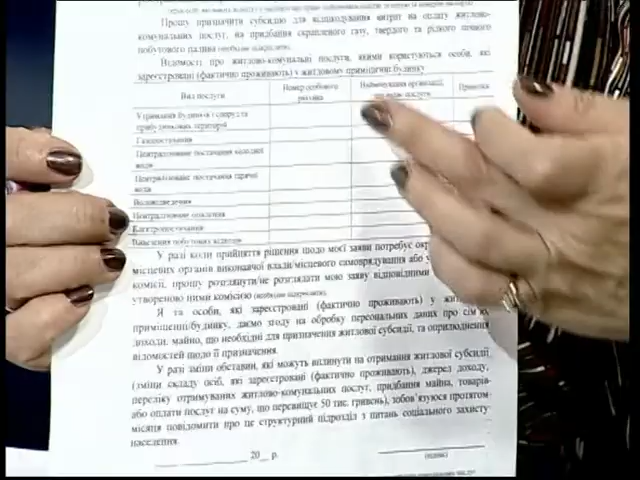 Прошу призначити субсидію для відшкодування витрат на оплату житлово-
комунальних послуг, на придбання скрапленого газу, твердого та рідкого пічного
побутового палива (необхідне підкреслити).
Відомості про житлово-комунальні послуги, якими користуються особи, які
зареєстровані (фактично проживають) у житловому приміщенні/будинку
Вид послуги
Номер особового рахунка
Найменування організації,
послуги
Примітка
Утримання будинків і споруд та
прибудинкових територій
Газопостачання
Централізоване постачання холодної
води
Централізоване постачання гарячої
води
Водовідведення
Централізоване опалення
Електропостачання
Вивезення побутових відходів
У разі коли прийняття рішення щодо моєї заяви потребує
місцевих органів виконавчої влади/місцевого самоврядування або
комісії, прошу розглянути/не розглядати мою заяву відповідними
утвореною ними комісією (необхідне підкреслити).
Я та особи, які зареєстровані (фактично проживають) у
приміщенні/будинку, даємо згоду на обробку персональних даних про сім'ю,
доходи, майно, що необхідні для призначення житлової субсидії, та оприлюднення
відомостей щодо її призначення.
У разі зміни обставин, які можуть вплинути на отримання житлової субсидії
(зміни складу осіб, які зареєстровані (фактично проживають), джерел доходу,
переліку отримуваних житлово-комунальних послуг, придбання майна, товарів
або оплати послуг на суму, що перевищує 50 тис. гривень), зобов'язуюся протягом
місяця повідомити про це структурний підрозділ з питань соціального захисту
населення.
20__ р.
(підпис)